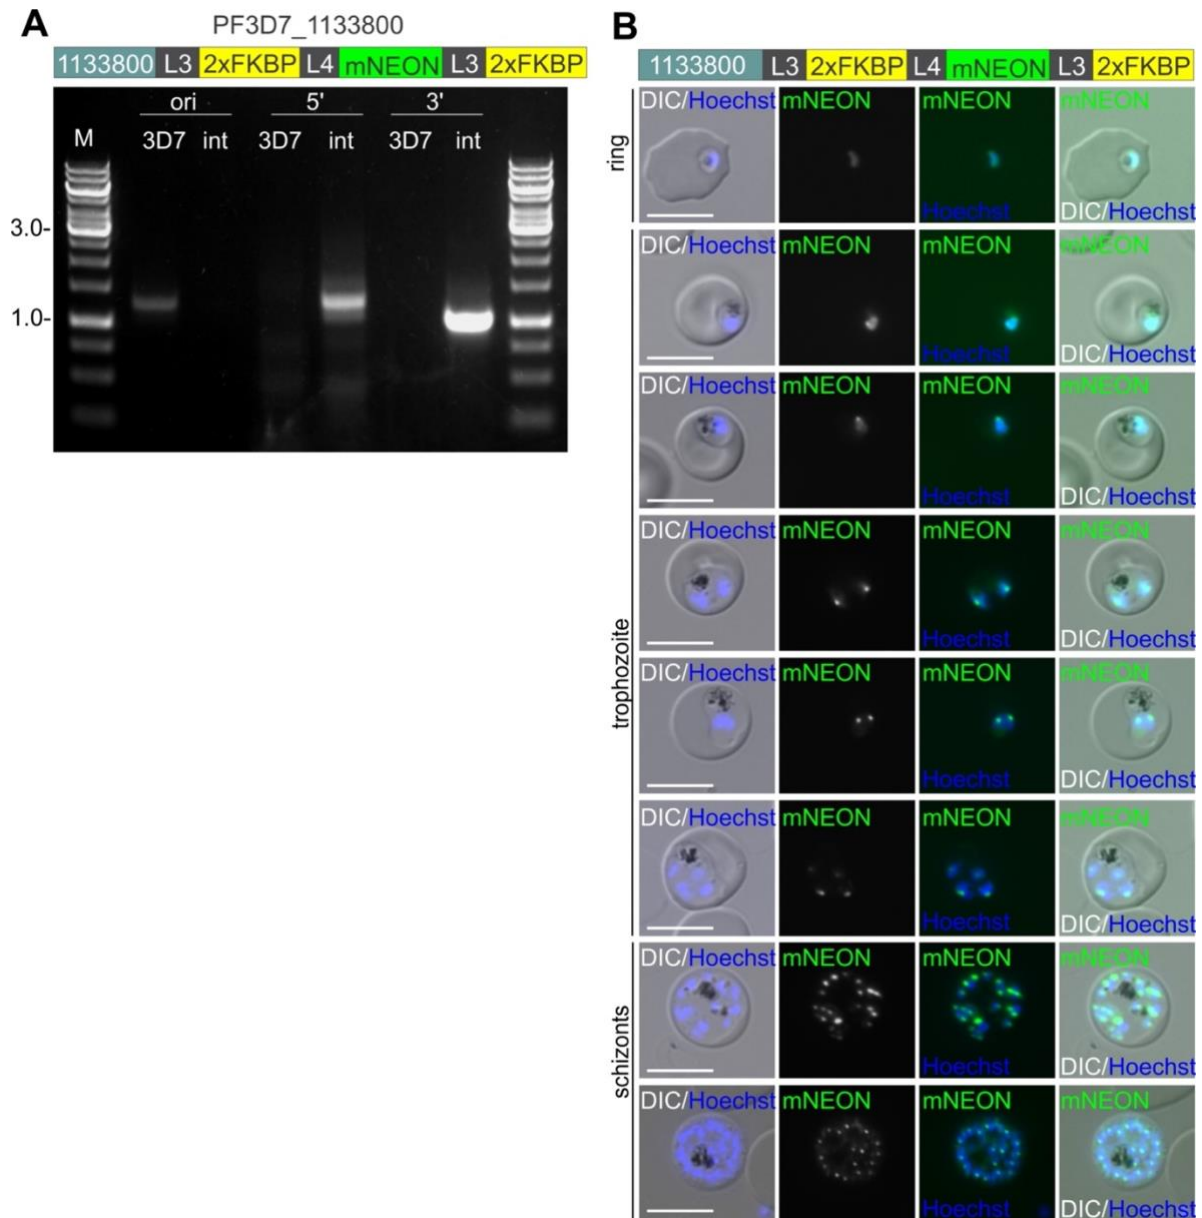 A
PF3D7_1133800
1133800 L3 2xFKBP L4 mNEON L3 2xFKBP
ori 5' 3'
M 3D7 int 3D7 int 3D7 int
3.0-
1.0-
B
1133800 L3 2xFKBP L4 mNEON L3 2xFKBP
ring
DIC/Hoechst mNEON mNEON mNEON
Hoechst DIC/Hoechst
trophozoite
DIC/Hoechst mNEON mNEON mNEON
Hoechst DIC/Hoechst
DIC/Hoechst mNEON mNEON mNEON
Hoechst DIC/Hoechst
DIC/Hoechst mNEON mNEON mNEON
Hoechst DIC/Hoechst
DIC/Hoechst mNEON mNEON mNEON
Hoechst DIC/Hoechst
DIC/Hoechst mNEON mNEON mNEON
Hoechst DIC/Hoechst
schizonts
DIC/Hoechst mNEON mNEON mNEON
Hoechst DIC/Hoechst
DIC/Hoechst mNEON mNEON mNEON
Hoechst DIC/Hoechst